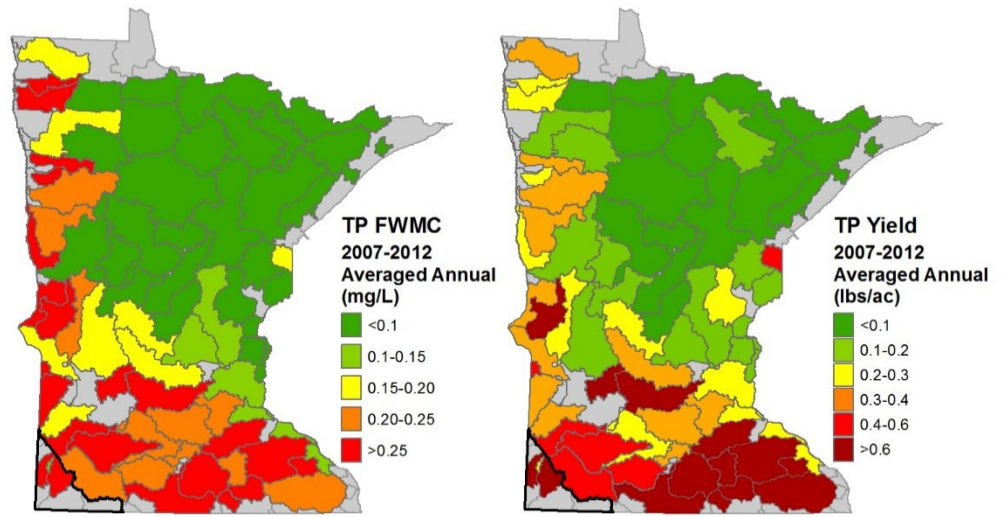 TP FWMC
2007-2012
Averaged Annual
(mg/L)
<0.1
0.1-0.15
0.15-0.20
0.20-0.25
>0.25
TP Yield
2007-2012
Averaged Annual
(lbs/ac)
<0.1
0.1-0.2
0.2-0.3
0.3-0.4
0.4-0.6
>0.6